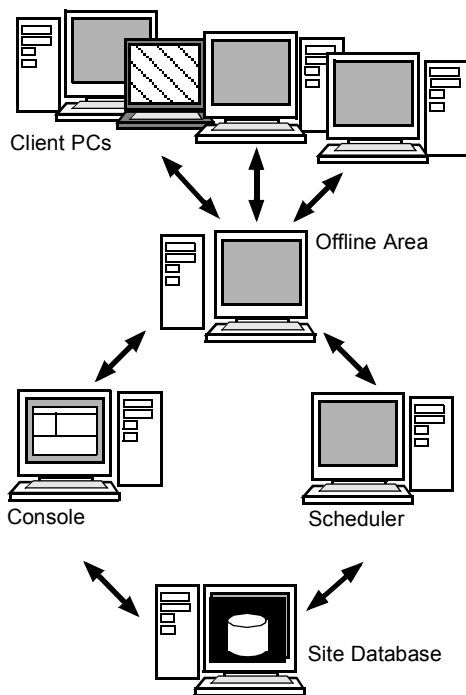 Client PCs
Offline Area
Console
Scheduler
Site Database